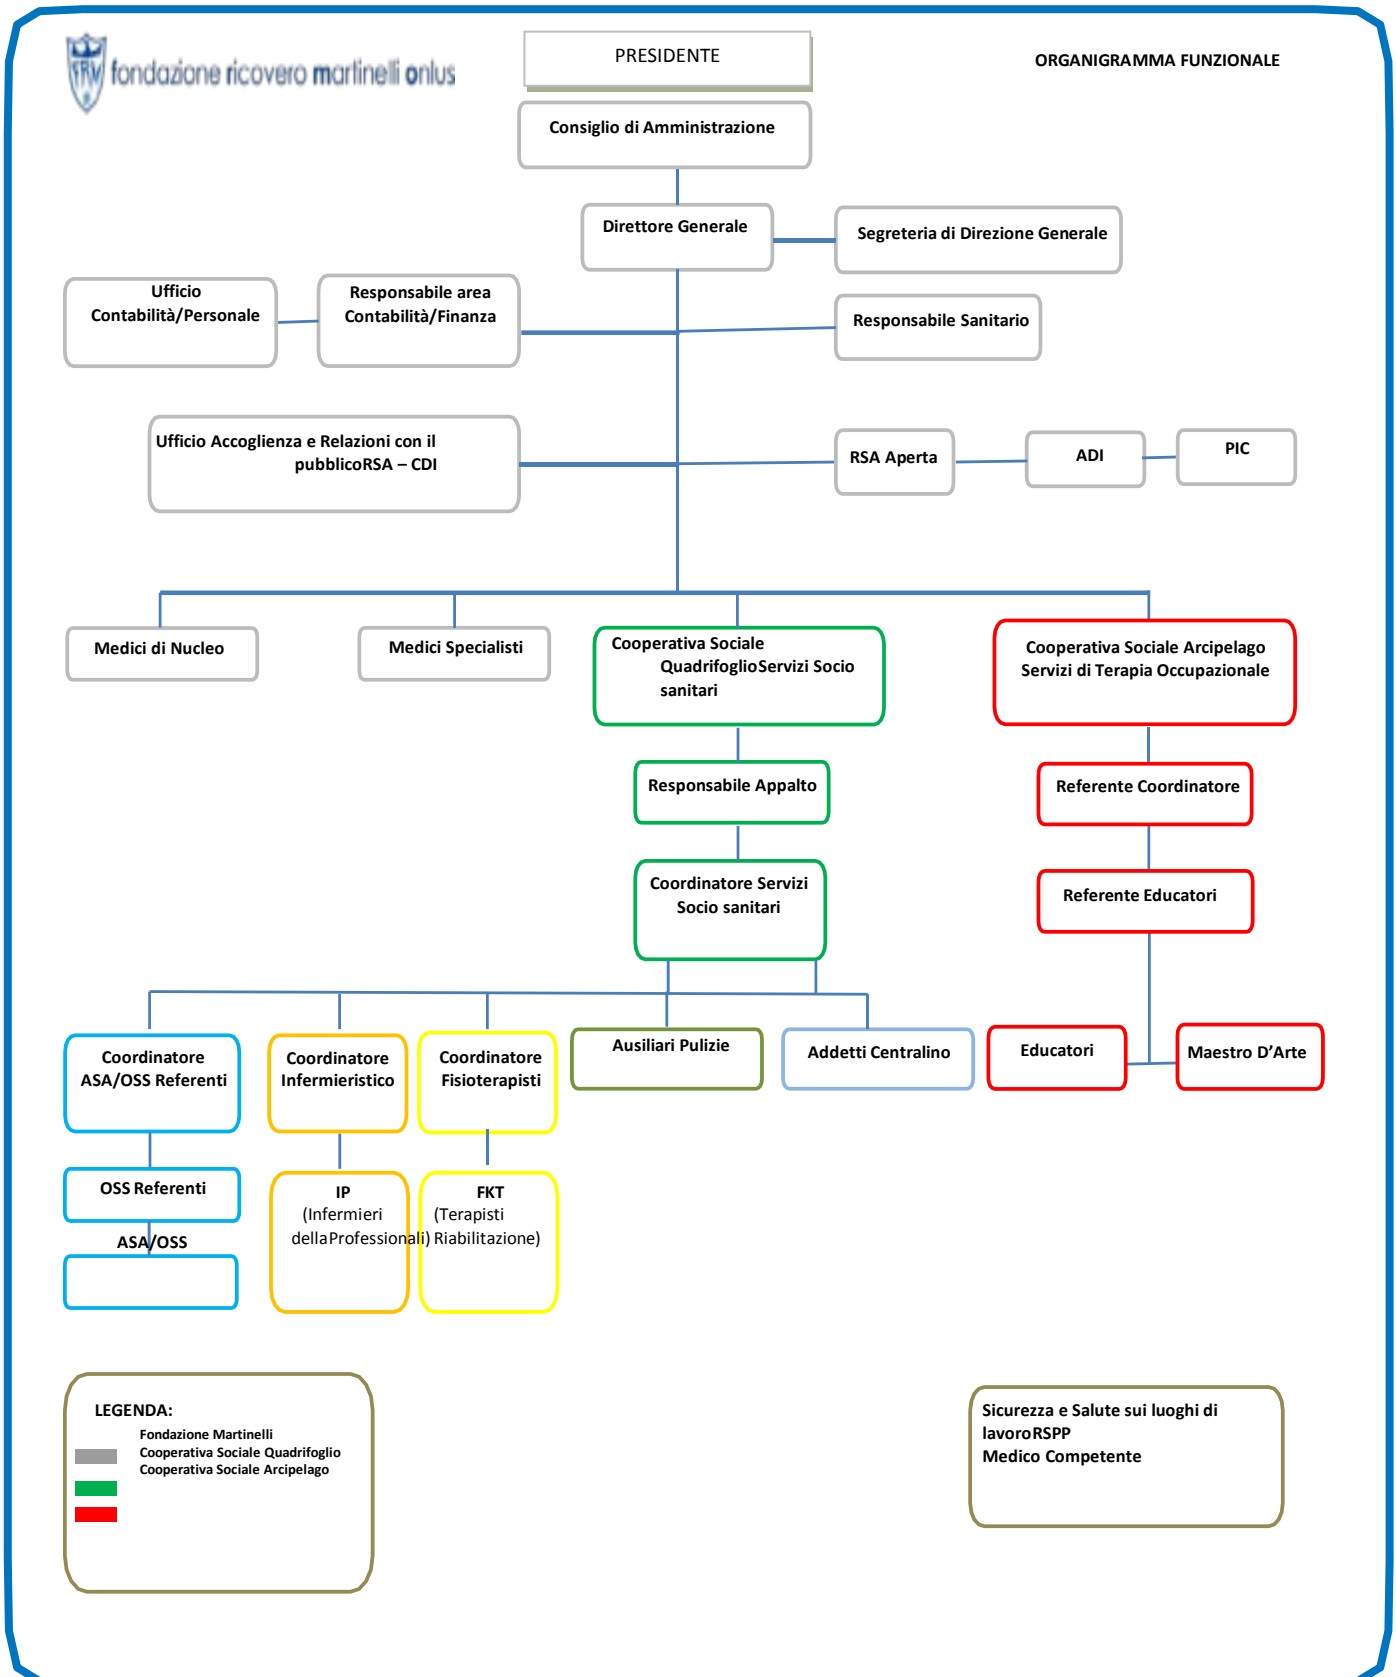 FRM
fondazione ricovero martinelli onlus
PRESIDENTE
ORGANIGRAMMA FUNZIONALE
Consiglio di Amministrazione
Direttore Generale
Segreteria di Direzione Generale
Ufficio
Contabilità/Personale
Responsabile area
Contabilità/Finanza
Responsabile Sanitario
Ufficio Accoglienza e Relazioni con il
pubblicoRSA – CDI
RSA Aperta
ADI
PIC
Medici di Nucleo
Medici Specialisti
Cooperativa Sociale
QuadrifoglioServizi Socio
sanitari
Cooperativa Sociale Arcipelago
Servizi di Terapia Occupazionale
Responsabile Appalto
Referente Coordinatore
Coordinatore Servizi
Socio sanitari
Referente Educatori
Coordinatore
ASA/OSS Referenti
Coordinatore
Infermieristico
Coordinatore
Fisioterapisti
Ausiliari Pulizie
Addetti Centralino
Educatori
Maestro D’Arte
OSS Referenti
ASA/OSS
IP
(Infermieri
dellaProfessionali)
FKT
(Terapisti
Riabilitazione)
LEGENDA:
Fondazione Martinelli
Cooperativa Sociale Quadrifoglio
Cooperativa Sociale Arcipelago
Sicurezza e Salute sui luoghi di
lavoroRSPP
Medico Competente